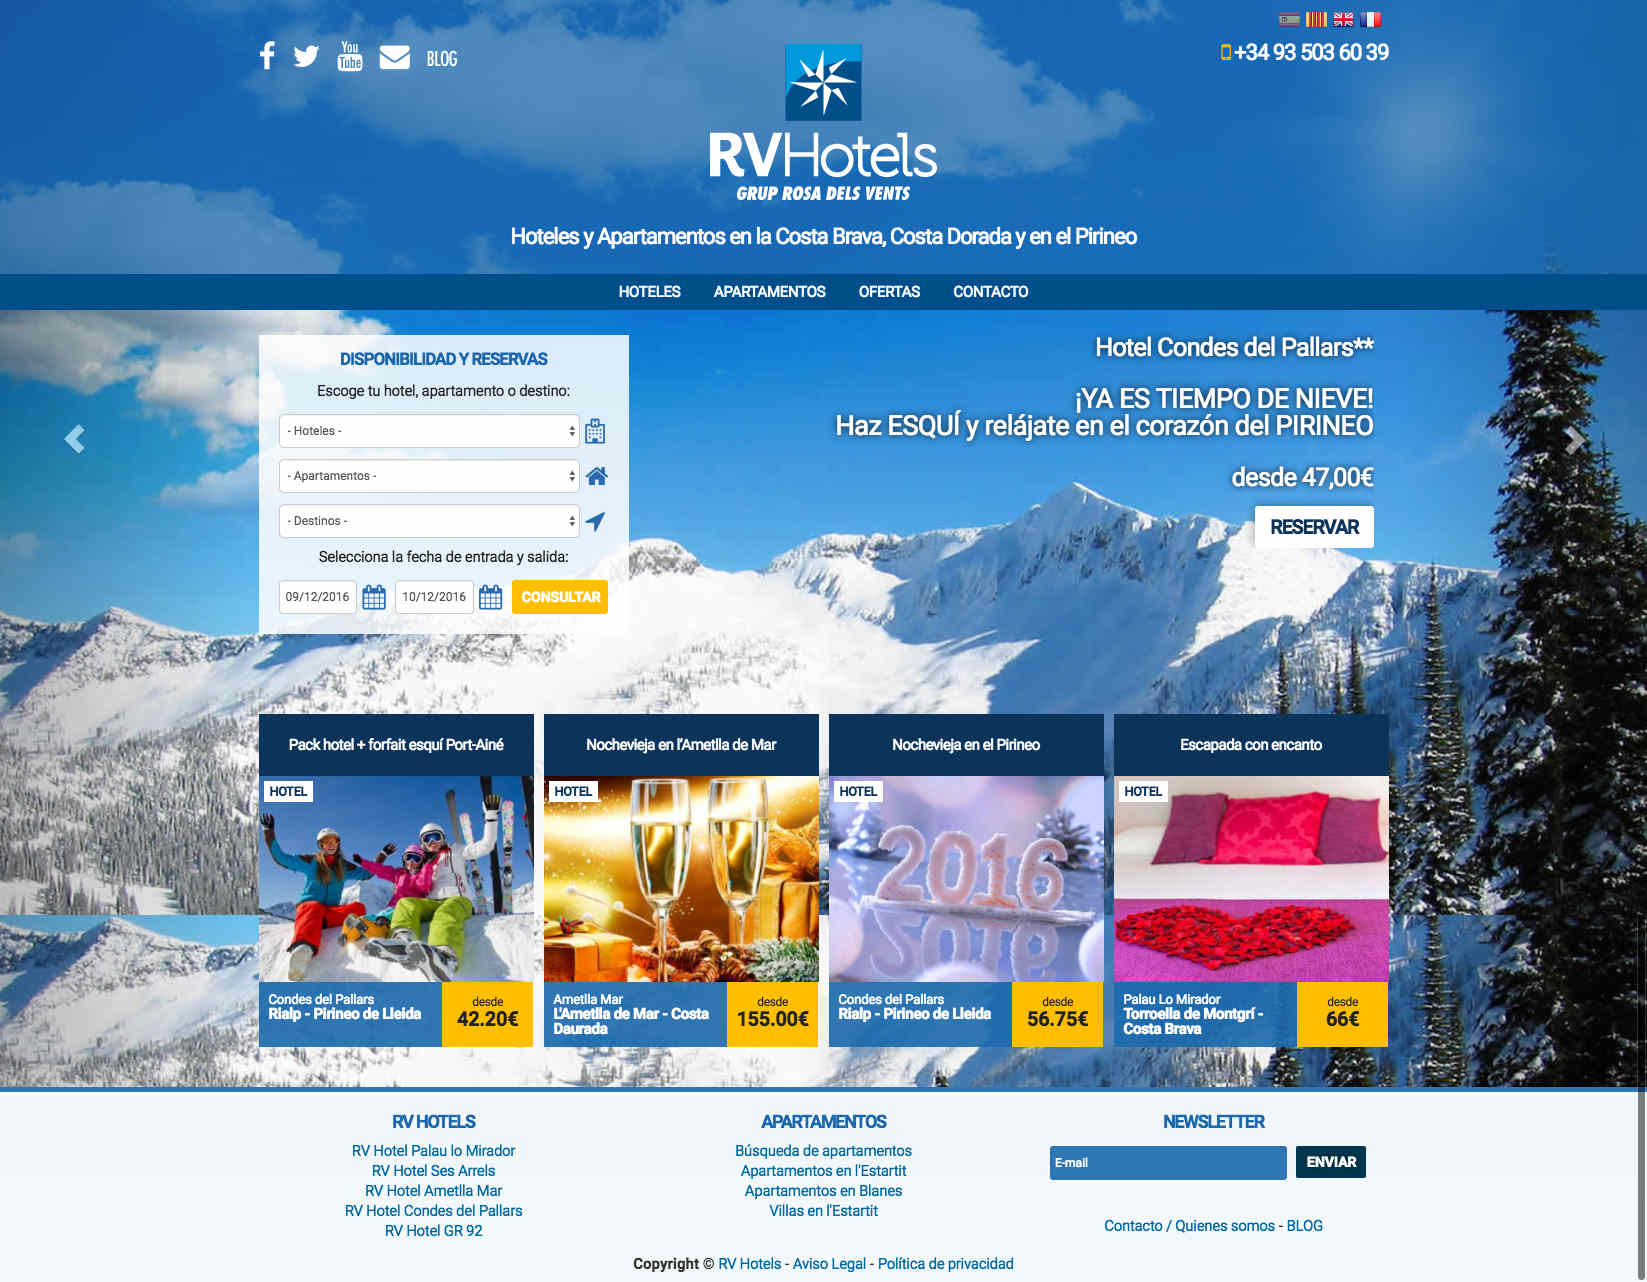 You
Tube
BLOG
+34 93 503 60 39
RVHotels
GRUP ROSA DELS VENTS
Hoteles y Apartamentos en la Costa Brava, Costa Dorada y en el Pirineo
HOTELES APARTAMENTOS OFERTAS CONTACTO
DISPONIBILIDAD Y RESERVAS
Escoge tu hotel, apartamento o destino:
- Hoteles -
- Apartamentos -
- Destinos -
Selecciona la fecha de entrada y salida:
09/12/2016 10/12/2016 CONSULTAR
Hotel Condes del Pallars**
¡YA ES TIEMPO DE NIEVE!
Haz ESQUÍ y relájate en el corazón del PIRINEO
desde 47,00€
RESERVAR
Pack hotel + forfait esquí Port-Ainé
HOTEL
Condes del Pallars
Rialp - Pirineo de Lleida
desde
42.20€
Nochevieja en l'Ametlla de Mar
HOTEL
Ametlla Mar
L'Ametlla de Mar - Costa
Daurada
desde
155.00€
Nochevieja en el Pirineo
HOTEL
2016
Condes del Pallars
Rialp - Pirineo de Lleida
desde
56.75€
Escapada con encanto
HOTEL
Palau Lo Mirador
Torroella de Montgrí -
Costa Brava
desde
66€
RV HOTELS
RV Hotel Palau lo Mirador
RV Hotel Ses Arrels
RV Hotel Ametlla Mar
RV Hotel Condes del Pallars
RV Hotel GR 92
APARTAMENTOS
Búsqueda de apartamentos
Apartamentos en l'Estartit
Apartamentos en Blanes
Villas en l'Estartit
NEWSLETTER
E-mail ENVIAR
Contacto / Quienes somos - BLOG
Copyright © RV Hotels - Aviso Legal - Política de privacidad